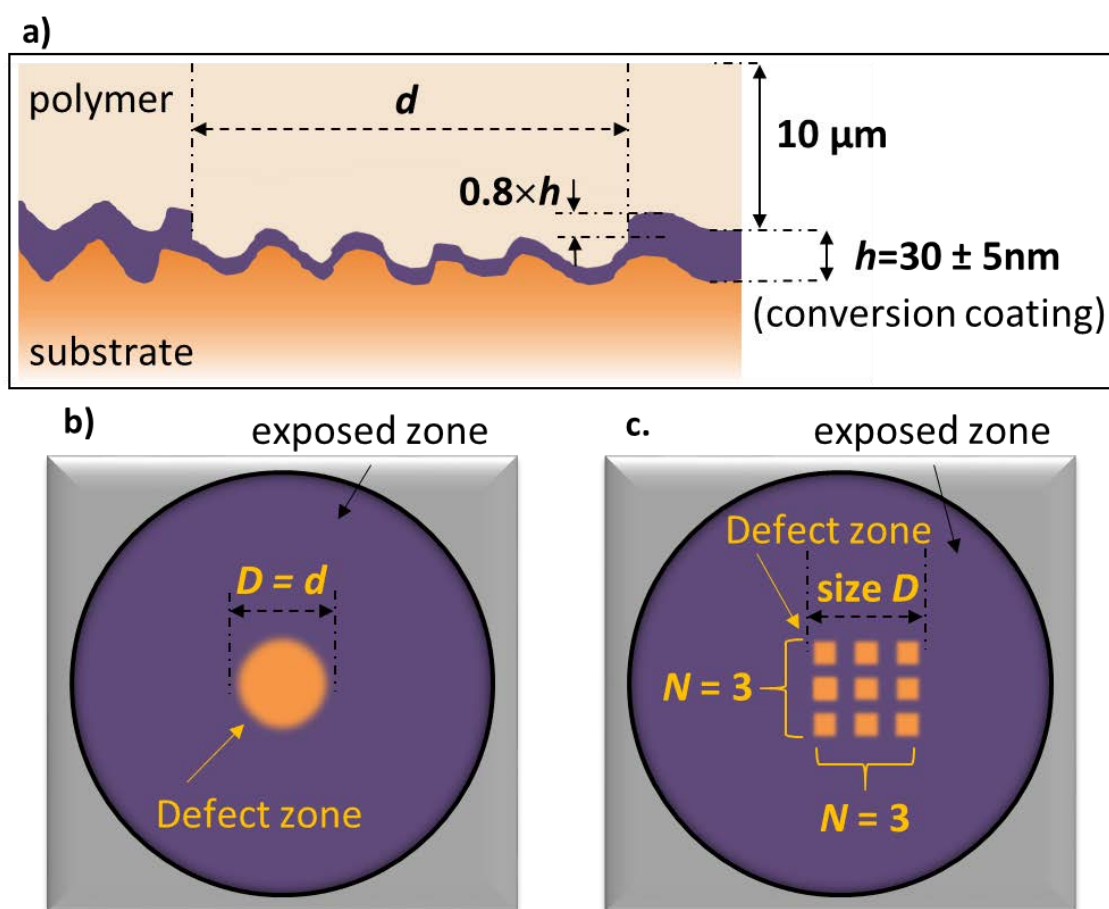 a)
polymer
d
10 µm
0.8×h
h=30 ± 5nm
(conversion coating)
substrate
b)
exposed zone
D = d
Defect zone
c.
exposed zone
Defect zone
size D
N = 3
N = 3